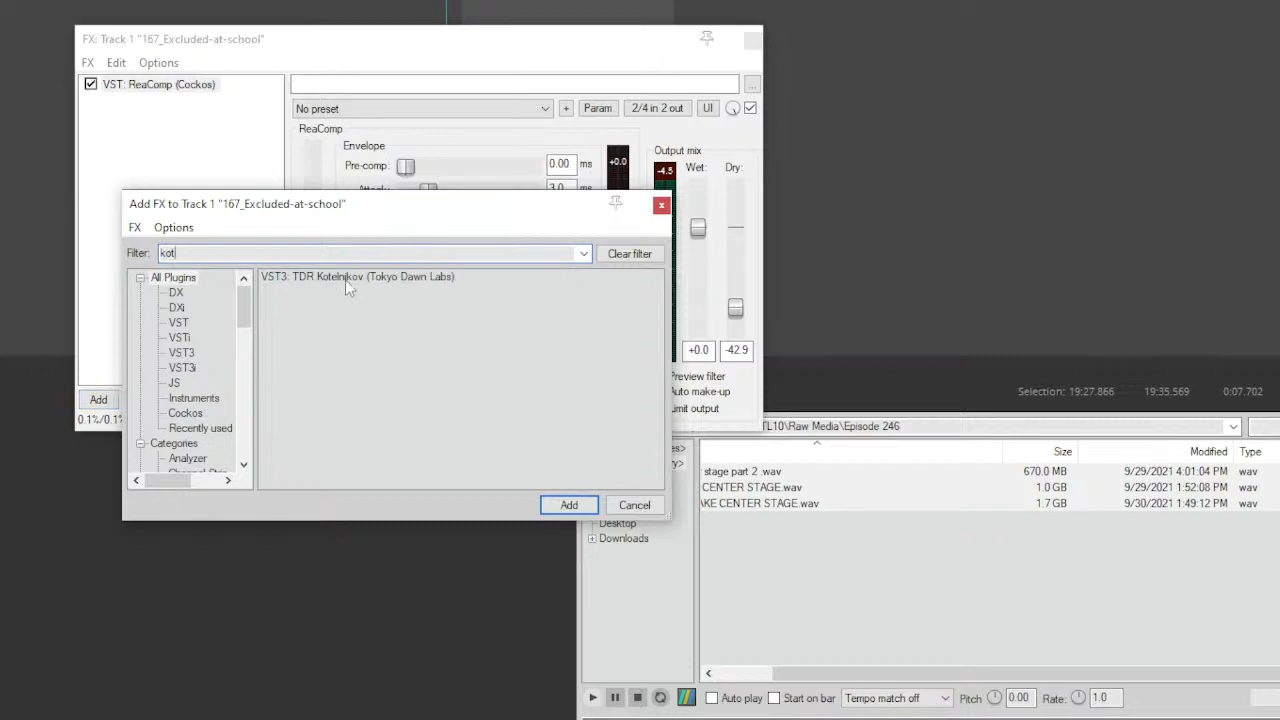 FX: Track 1 "167_Excluded-at-school"
FX Edit Options
VST: ReaComp (Cockos)
...
No preset
+
Param
2/4 in 2 out
UI
ReaComp
Envelope
Pre-comp:
0.00 ms
+0.0
Output mix
-4.5
Wet: Dry:
+0.0 -42.9
Preview filter
Auto make-up
Add
0.1%/0.1%
Add FX to Track 1 "167_Excluded-at-school"
x
FX Options
Filter: kot
Clear filter
All Plugins
DX
DXi
VST
VSTi
VST3
VST3i
JS
Instruments
Cockos
Recently used
Categories
Analyzer
VST3: TDR Kotelnikov (Tokyo Dawn Labs)
Add
Cancel
Selection: 19:27.866 19:35.569 0:07.702
TL10\Raw Media\Episode 246
Size Modified Type
stage part 2 .wav 670.0 MB 9/29/2021 4:01:04 PM wav
CENTER STAGE.wav 1.0 GB 9/29/2021 1:52:08 PM wav
KE CENTER STAGE.wav 1.7 GB 9/30/2021 1:49:12 PM wav
Desktop
Downloads
Auto play Start on bar Tempo match off Pitch 0.00 Rate: 1.0